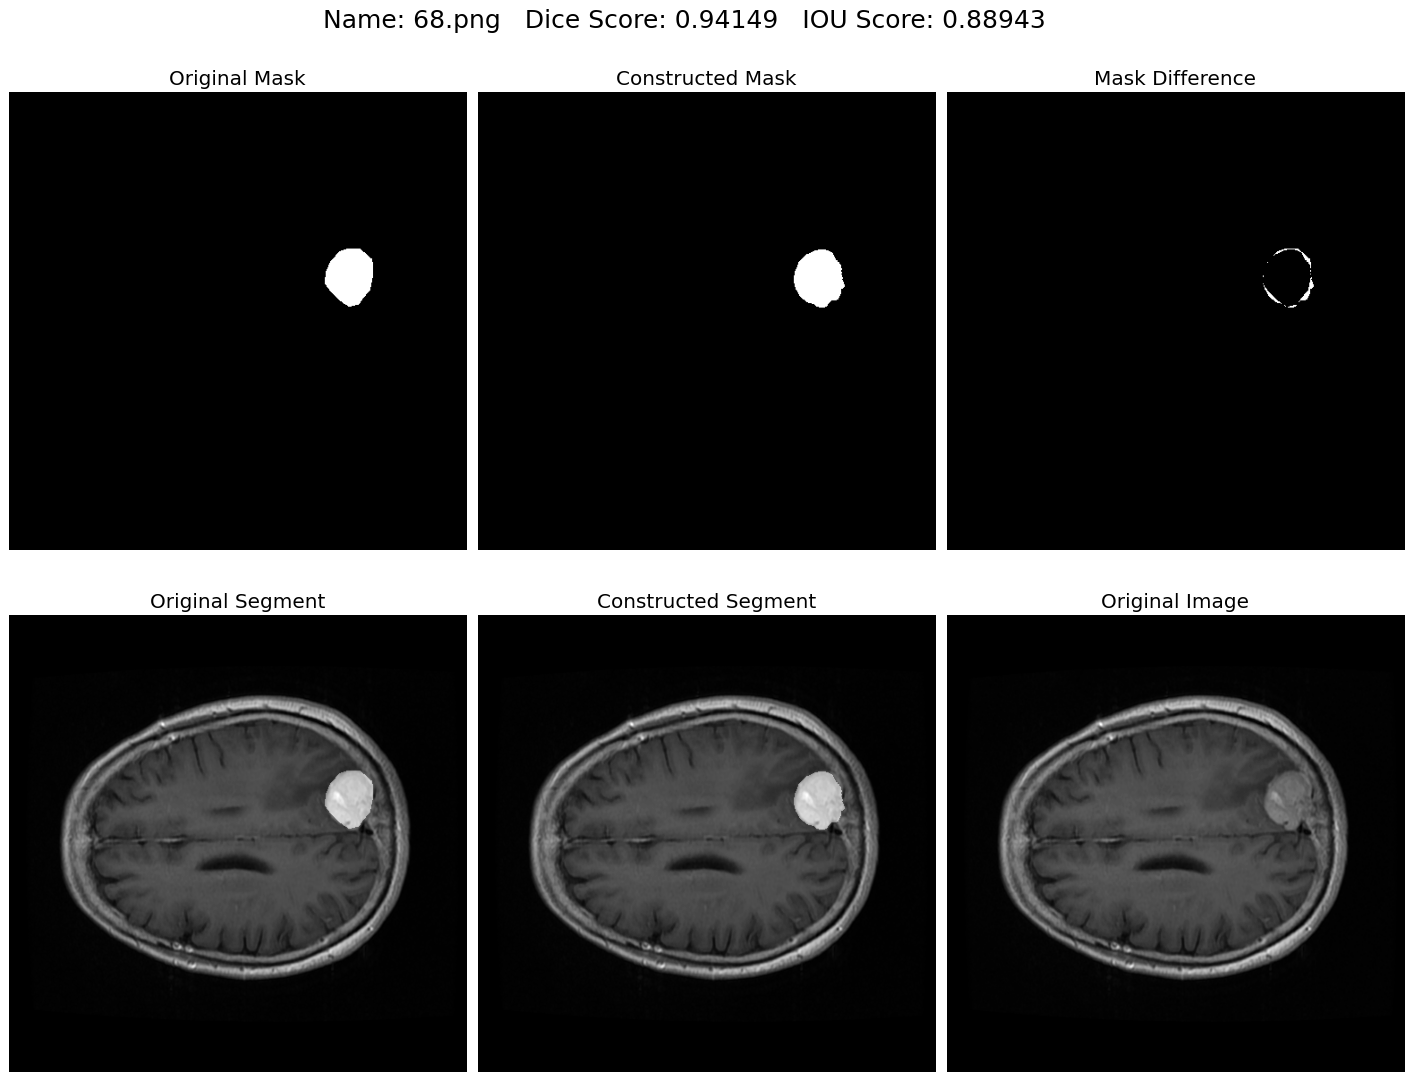 Name: 68.png   Dice Score: 0.94149   IOU Score: 0.88943
Original Mask
Constructed Mask
Mask Difference
Original Segment
Constructed Segment
Original Image